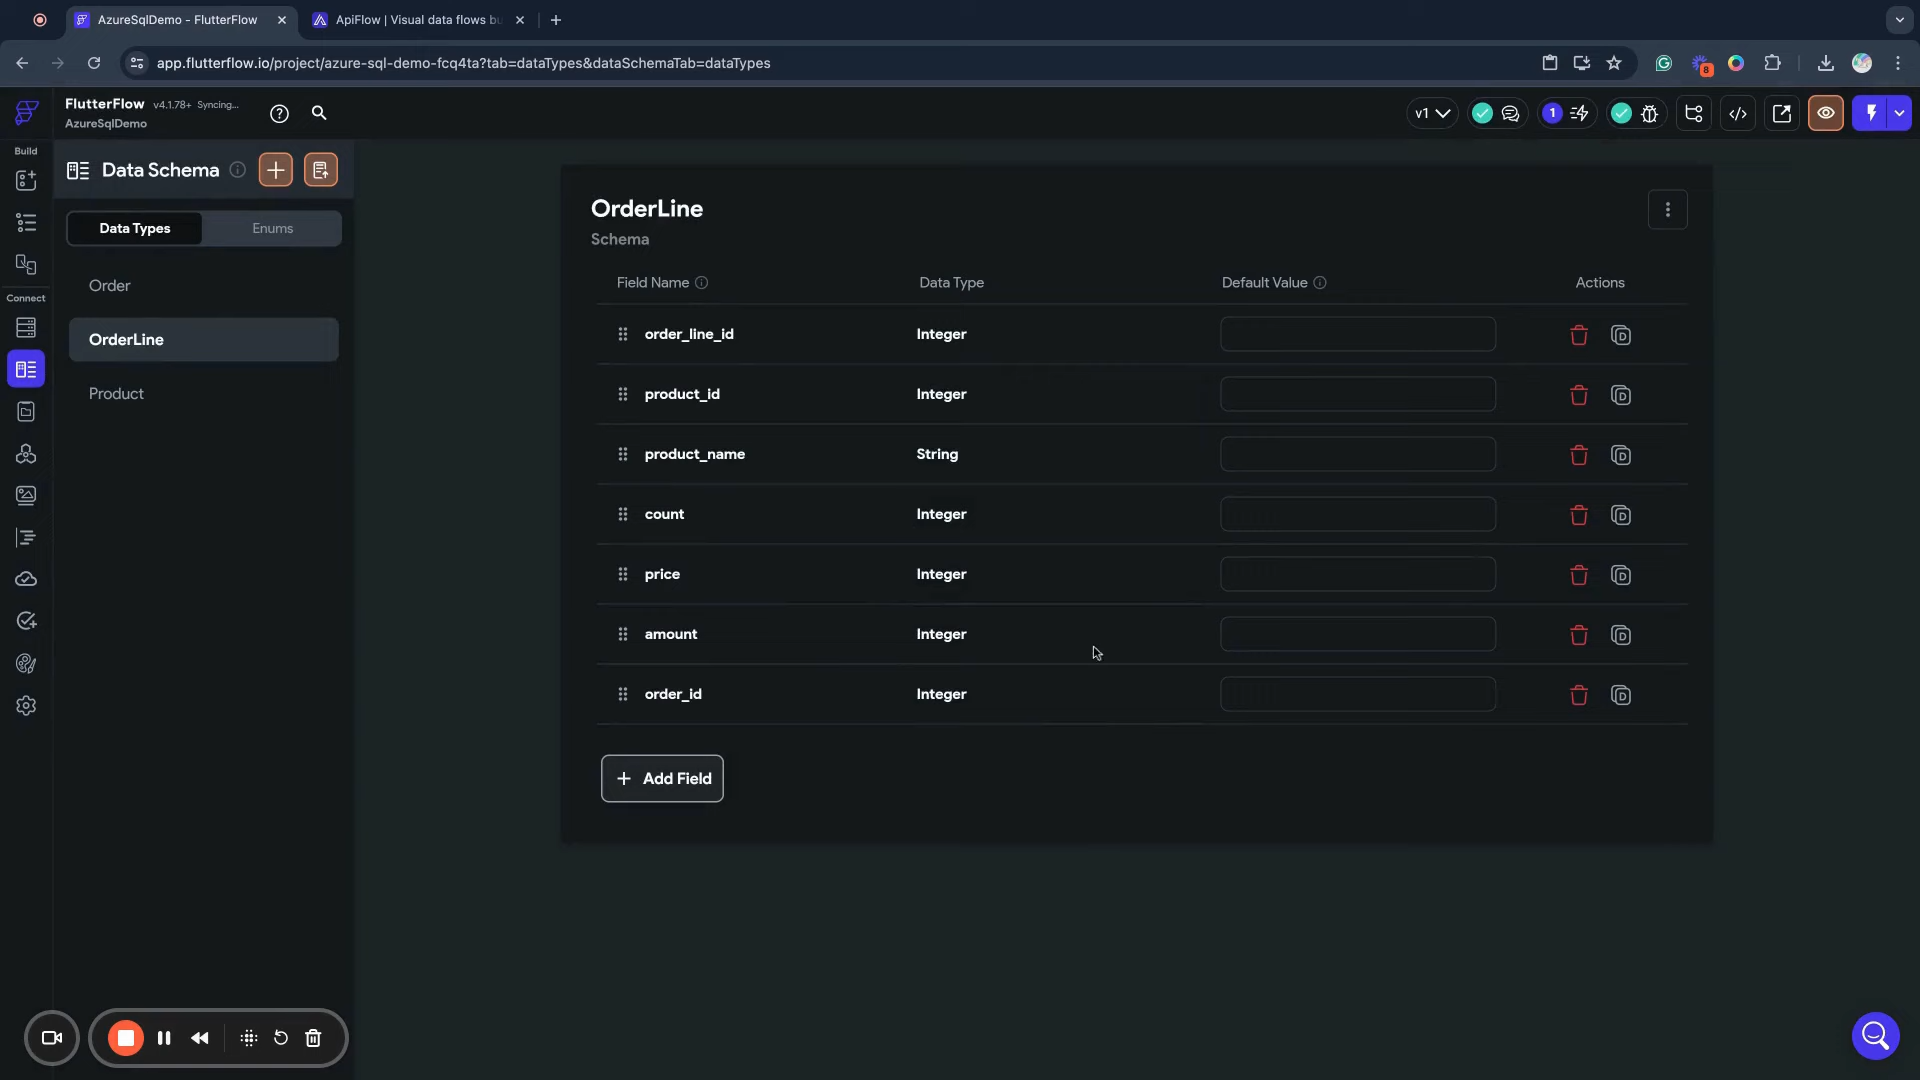 AzureSqlDemo - FlutterFlow
ApiFlow | Visual data flows bu
app.flutterflow.io/project/azure-sql-demo-fcq4ta?tab=dataTypes&dataSchemaTab=dataTypes
8
FlutterFlow v4.1.78+ Syncing...
AzureSqlDemo
v1
1
Build
Connect
Data Schema
Data Types
Enums
Order
OrderLine
Product
OrderLine
Schema
Field Name
Data Type
Default Value
Actions
order_line_id Integer
product_id Integer
product_name String
count Integer
price Integer
amount Integer
order_id Integer
+ Add Field